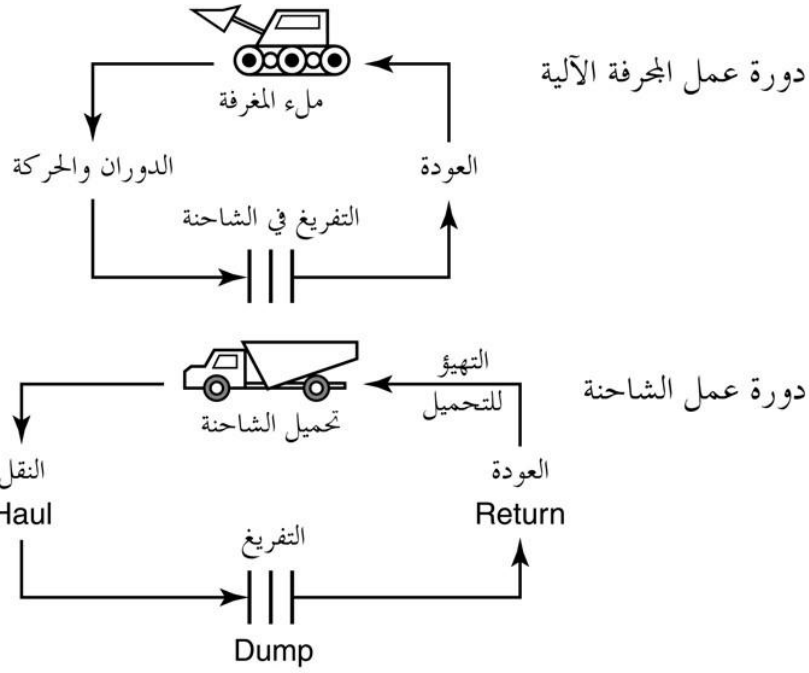 دورة عمل المجرفة الآلية
ملء المغرفة
الدوران والحركة
العودة
التفريغ في الشاحنة
دورة عمل الشاحنة
التهيؤ
للتحميل
تحميل الشاحنة
النقل
Haul
العودة
Return
التفريغ
Dump